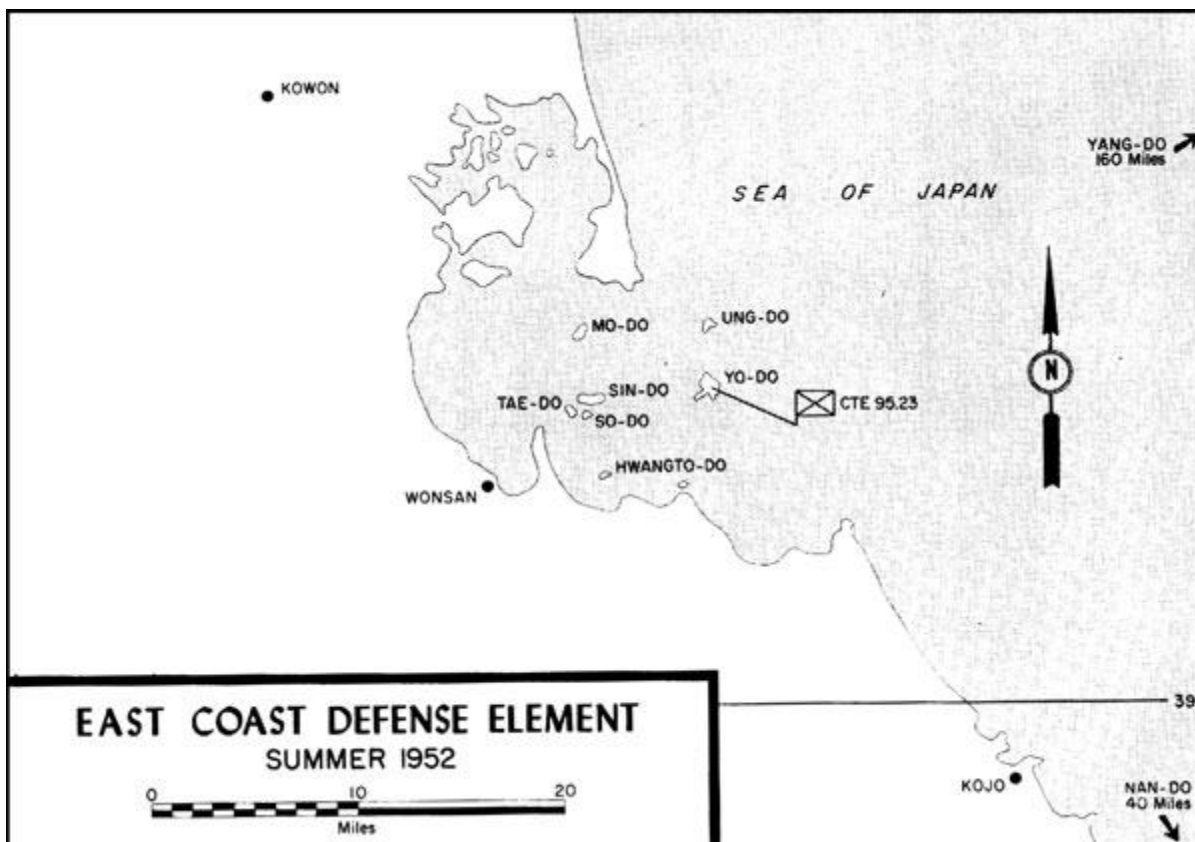 KOWON
YANG-DO
160 Miles
SEA OF JAPAN
N
MO-DO
UNG-DO
YO-DO
SIN-DO
TAE-DO
SO-DO
CTE 95.23
HWANGTO-DO
WONSAN
39
EAST COAST DEFENSE ELEMENT
SUMMER 1952
0 10 20
Miles
KOJO
NAN-DO
40 Miles